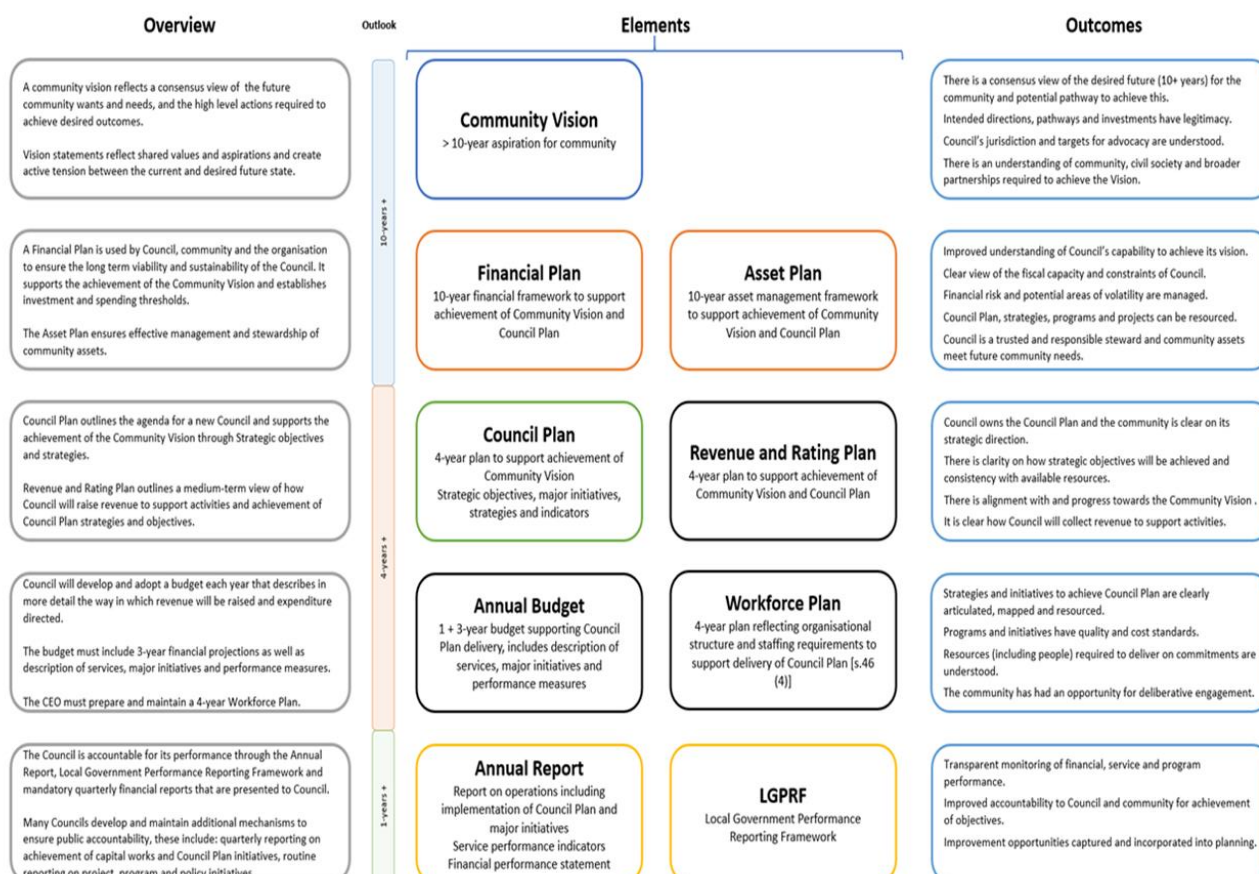 Overview
Outlook
Elements
Outcomes
A community vision reflects a consensus view of the future
community wants and needs, and the high level actions required to
achieve desired outcomes.
Vision statements reflect shared values and aspirations and create
active tension between the current and desired future state.
10-years +
Community Vision
> 10-year aspiration for community
There is a consensus view of the desired future (10+ years) for the
community and potential pathway to achieve this.
Intended directions, pathways and investments have legitimacy.
Council's jurisdiction and targets for advocacy are understood.
There is an understanding of community, civil society and broader
partnerships required to achieve the Vision.
A Financial Plan is used by Council, community and the organisation
to ensure the long term viability and sustainability of the Council. It
supports the achievement of the Community Vision and establishes
investment and spending thresholds.
The Asset Plan ensures effective management and stewardship of
community assets.
Financial Plan
10-year financial framework to support
achievement of Community Vision and
Council Plan
Asset Plan
10-year asset management framework
to support achievement of Community
Vision and Council Plan
Improved understanding of Council's capability to achieve its vision.
Clear view of the fiscal capacity and constraints of Council.
Financial risk and potential areas of volatility are managed.
Council Plan, strategies, programs and projects can be resourced.
Council is a trusted and responsible steward and community assets
meet future community needs.
Council Plan outlines the agenda for a new Council and supports the
achievement of the Community Vision through Strategic objectives
and strategies.
Revenue and Rating Plan outlines a medium-term view of how
Council will raise revenue to support activities and achievement of
Council Plan strategies and objectives.
4-years +
Council Plan
4-year plan to support achievement of
Community Vision
Strategic objectives, major initiatives,
strategies and indicators
Revenue and Rating Plan
4-year plan to support achievement of
Community Vision and Council Plan
Council owns the Council Plan and the community is clear on its
strategic direction.
There is clarity on how strategic objectives will be achieved and
consistency with available resources.
There is alignment with and progress towards the Community Vision .
It is clear how Council will collect revenue to support activities.
Council will develop and adopt a budget each year that describes in
more detail the way in which revenue will be raised and expenditure
directed.
The budget must include 3-year financial projections as well as
description of services, major initiatives and performance measures.
The CEO must prepare and maintain a 4-year Workforce Plan.
Annual Budget
1 + 3-year budget supporting Council
Plan delivery, includes description of
services, major initiatives and
performance measures
Workforce Plan
4-year plan reflecting organisational
structure and staffing requirements to
support delivery of Council Plan [s.46
(4)]
Strategies and initiatives to achieve Council Plan are clearly
articulated, mapped and resourced.
Programs and initiatives have quality and cost standards.
Resources (including people) required to deliver on commitments are
understood.
The community has had an opportunity for deliberative engagement.
The Council is accountable for its performance through the Annual
Report, Local Government Performance Reporting Framework and
mandatory quarterly financial reports that are presented to Council.
Many Councils develop and maintain additional mechanisms to
ensure public accountability, these include: quarterly reporting on
achievement of capital works and Council Plan initiatives, routine
reporting on project, program and policy initiatives
1-years +
Annual Report
Report on operations including
implementation of Council Plan and
major initiatives
Service performance indicators
Financial performance statement
LGPRF
Local Government Performance
Reporting Framework
Transparent monitoring of financial, service and program
performance.
Improved accountability to Council and community for achievement
of objectives.
Improvement opportunities captured and incorporated into planning.